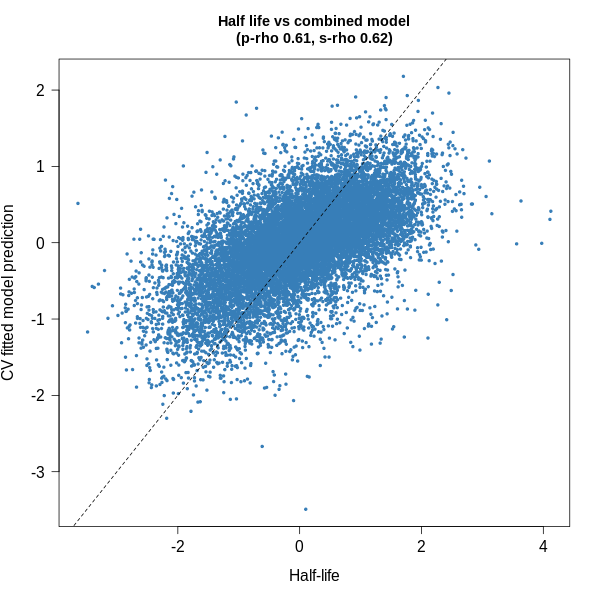 Half life vs combined model
(p-rho 0.61, s-rho 0.62)
2
1
0
-1
-2
-3
CV fitted model prediction
-2 0 2 4
Half-life